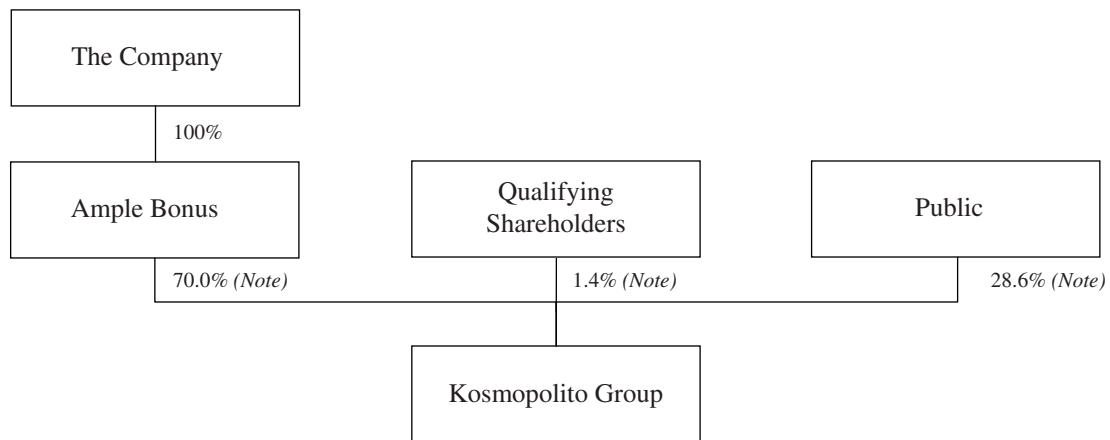 The Company
100%
Ample Bonus
Qualifying
Shareholders
Public
70.0% (Note)
1.4% (Note)
28.6% (Note)
Kosmopolito Group